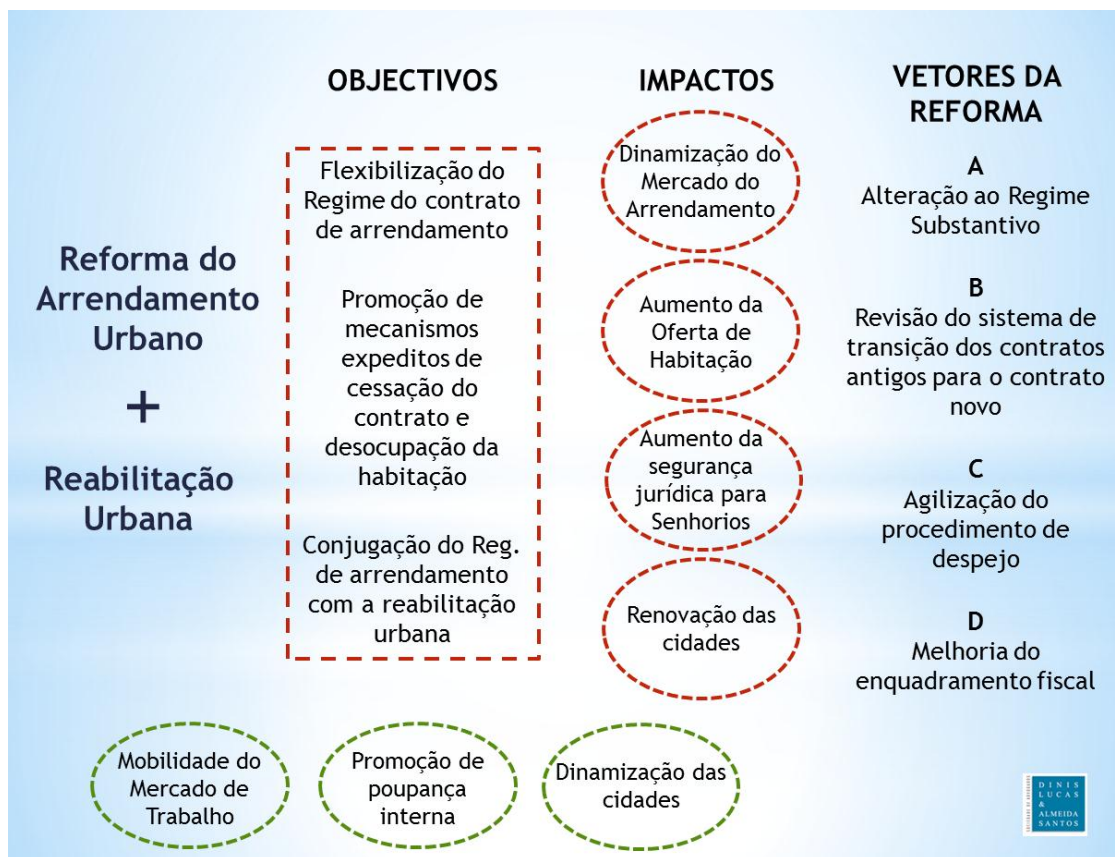 Reforma do
Arrendamento
Urbano
+
Reabilitação
Urbana
OBJECTIVOS
Flexibilização do
Regime do contrato
de arrendamento
Promoção de
mecanismos
expeditos de
cessação do
contrato e
desocupação da
habitação
Conjugação do Reg.
de arrendamento
com a reabilitação
urbana
IMPACTOS
Dinamização do
Mercado do
Arrendamento
Aumento da
Oferta de
Habitação
Aumento da
segurança
jurídica para
Senhorios
Renovação das
cidades
VETORES DA
REFORMA
A
Alteração ao Regime
Substantivo
B
Revisão do sistema de
transição dos contratos
antigos para o contrato
novo
C
Agilização do
procedimento de
despejo
D
Melhoria do
enquadramento fiscal
Mobilidade do
Mercado de
Trabalho
Promoção de
poupança
interna
Dinamização das
cidades
SOCIEDADE DE ADVOGADOS
DINIS
LUCAS
&
ALMEIDA
SANTOS